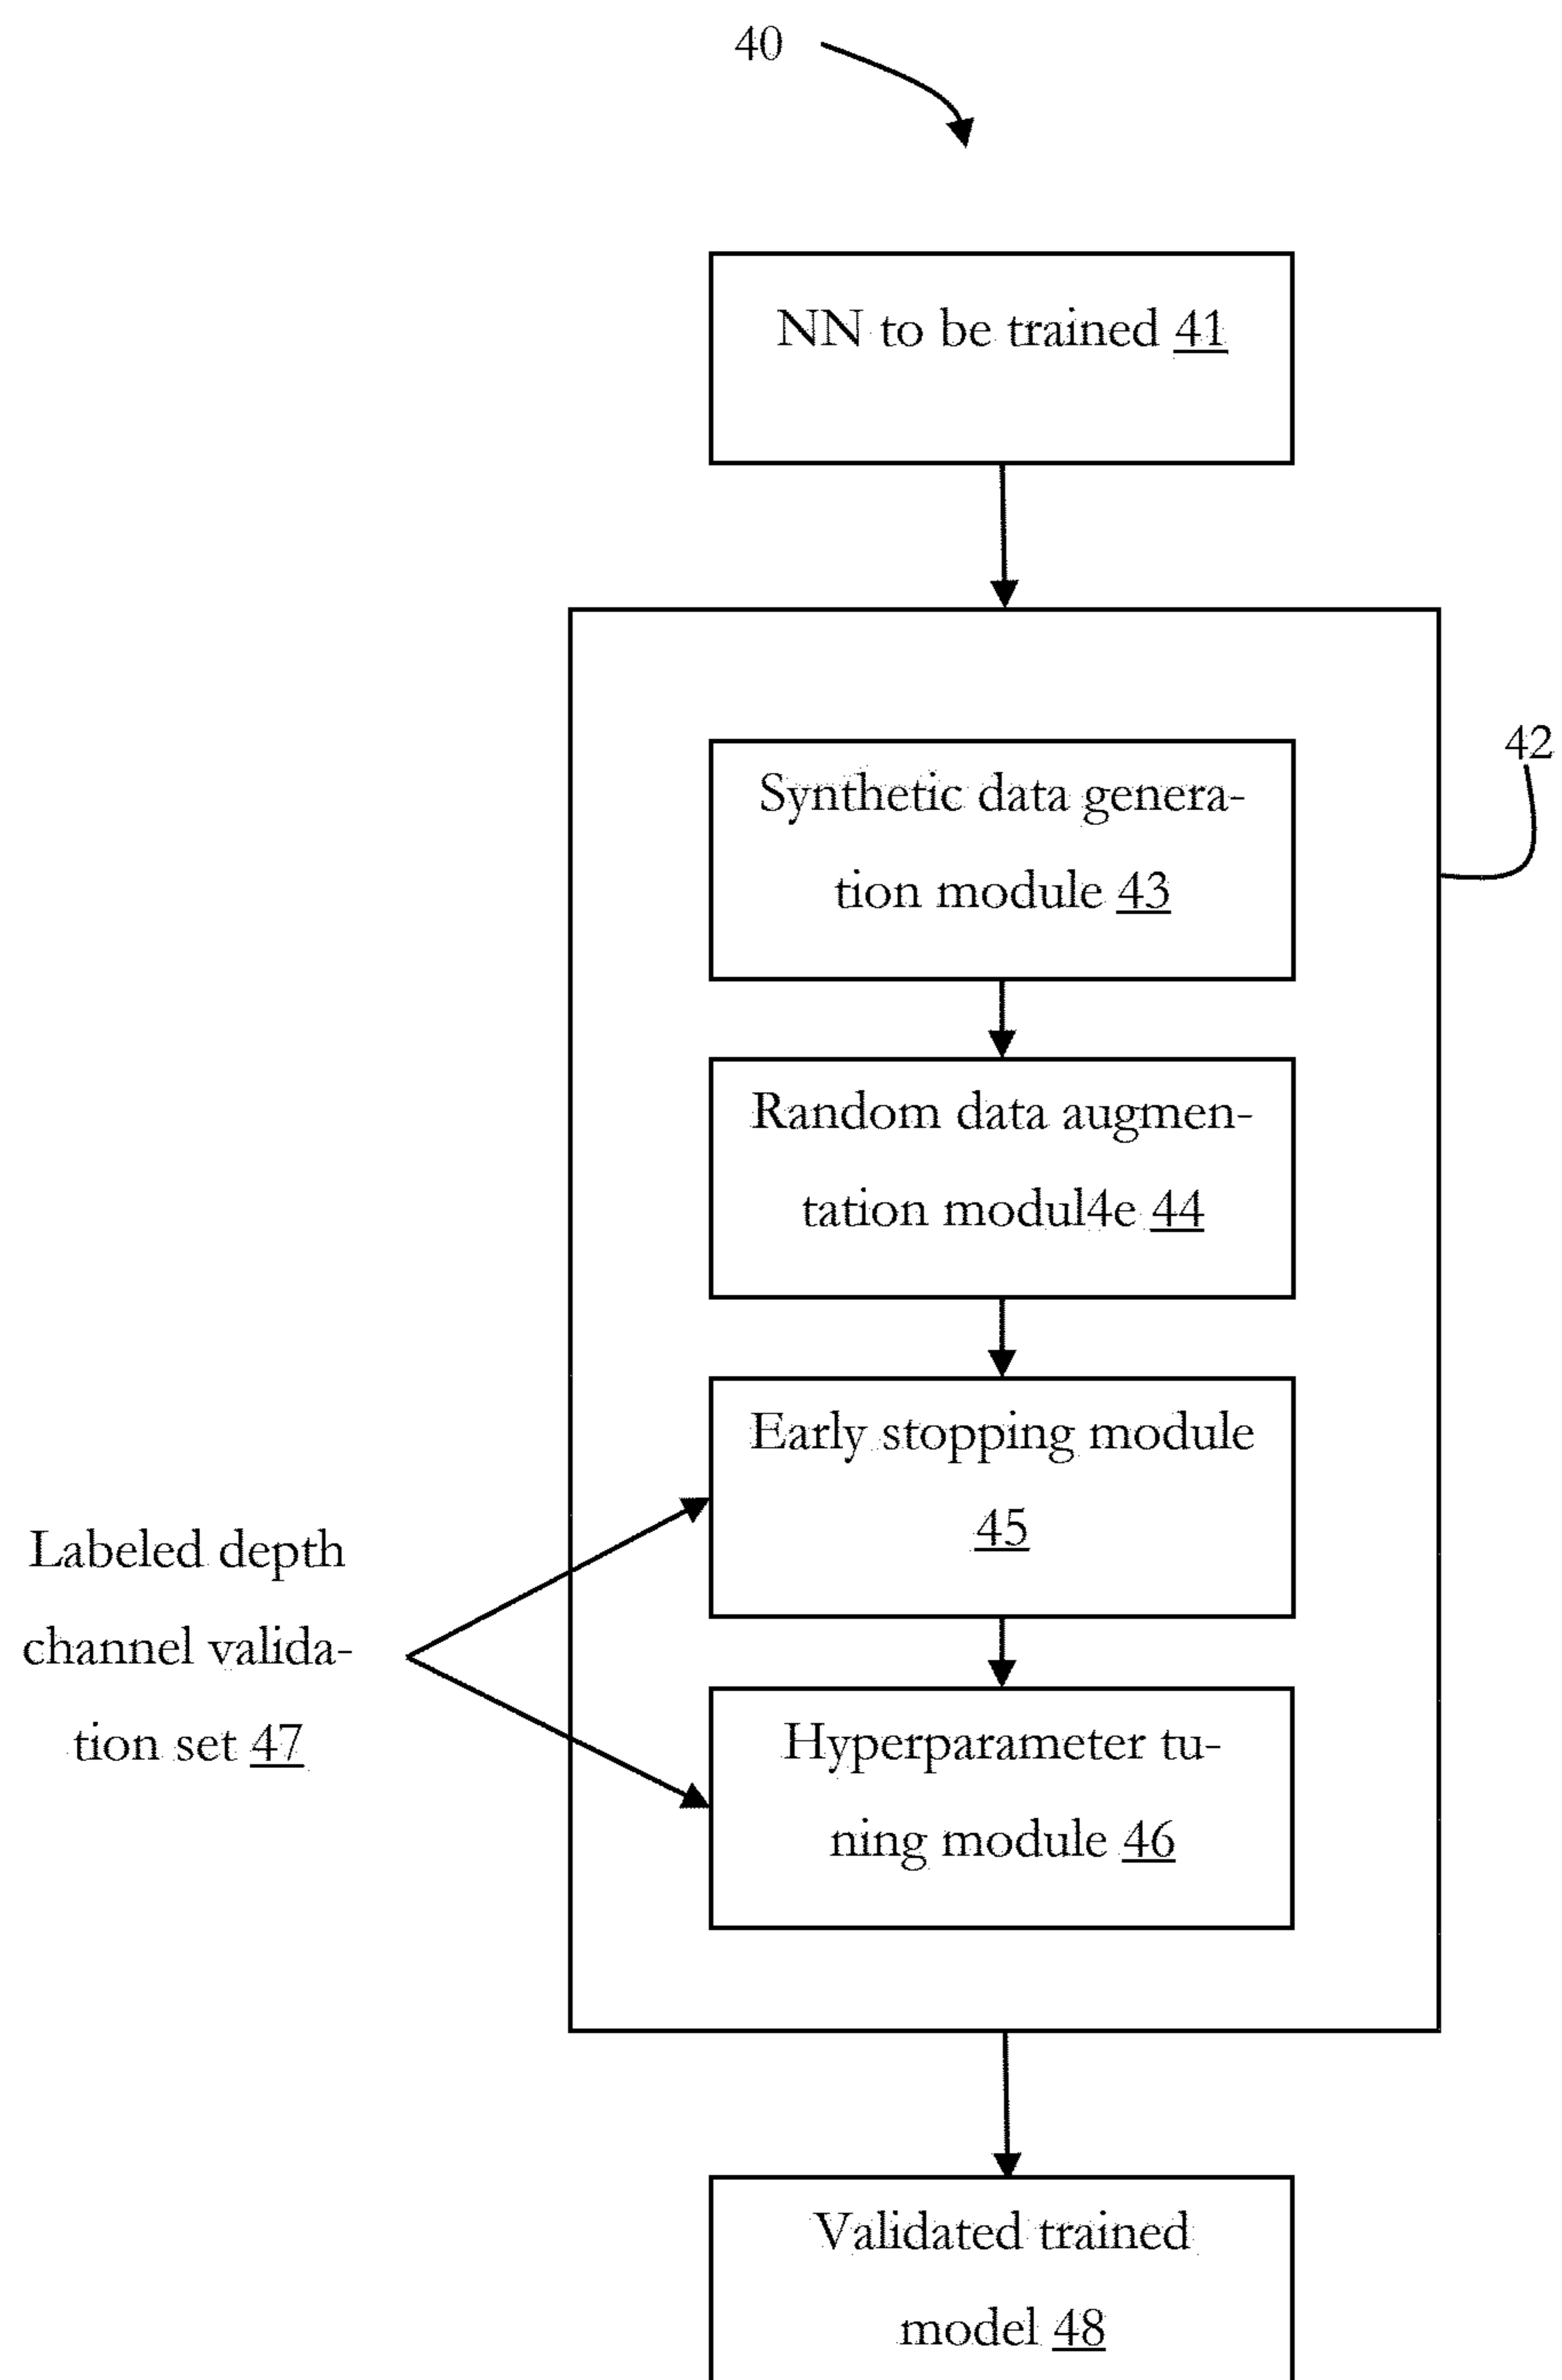 40
NN to be trained 41
42
Synthetic data genera-
tion module 43
Random data augmen-
tation modul4e 44
Early stopping module
45
Labeled depth
channel valida-
tion set 47
Hyperparameter tu-
ning module 46
Validated trained
model 48